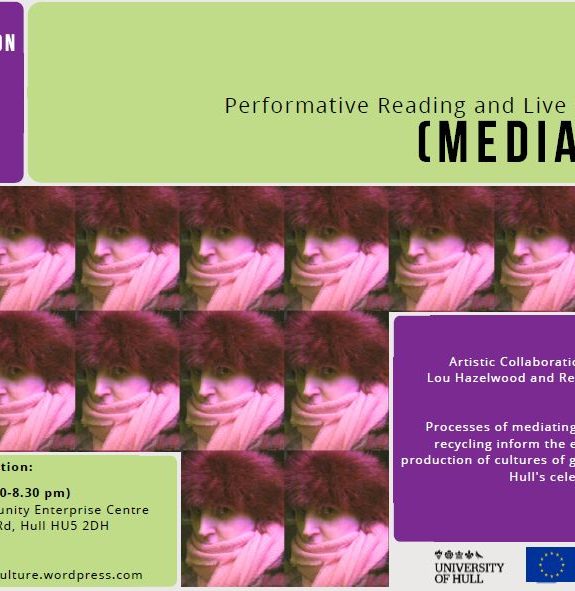 ON
Performative Reading and Live
(MEDIA
Artistic Collaboratio
Lou Hazelwood and Re
Processes of mediating
recycling inform the e
production of cultures of g
Hull's cele
tion:
0-8.30 pm)
unity Enterprise Centre
Rd, Hull HU5 2DH
ulture.wordpress.com
UNIVERSITY
OF HULL